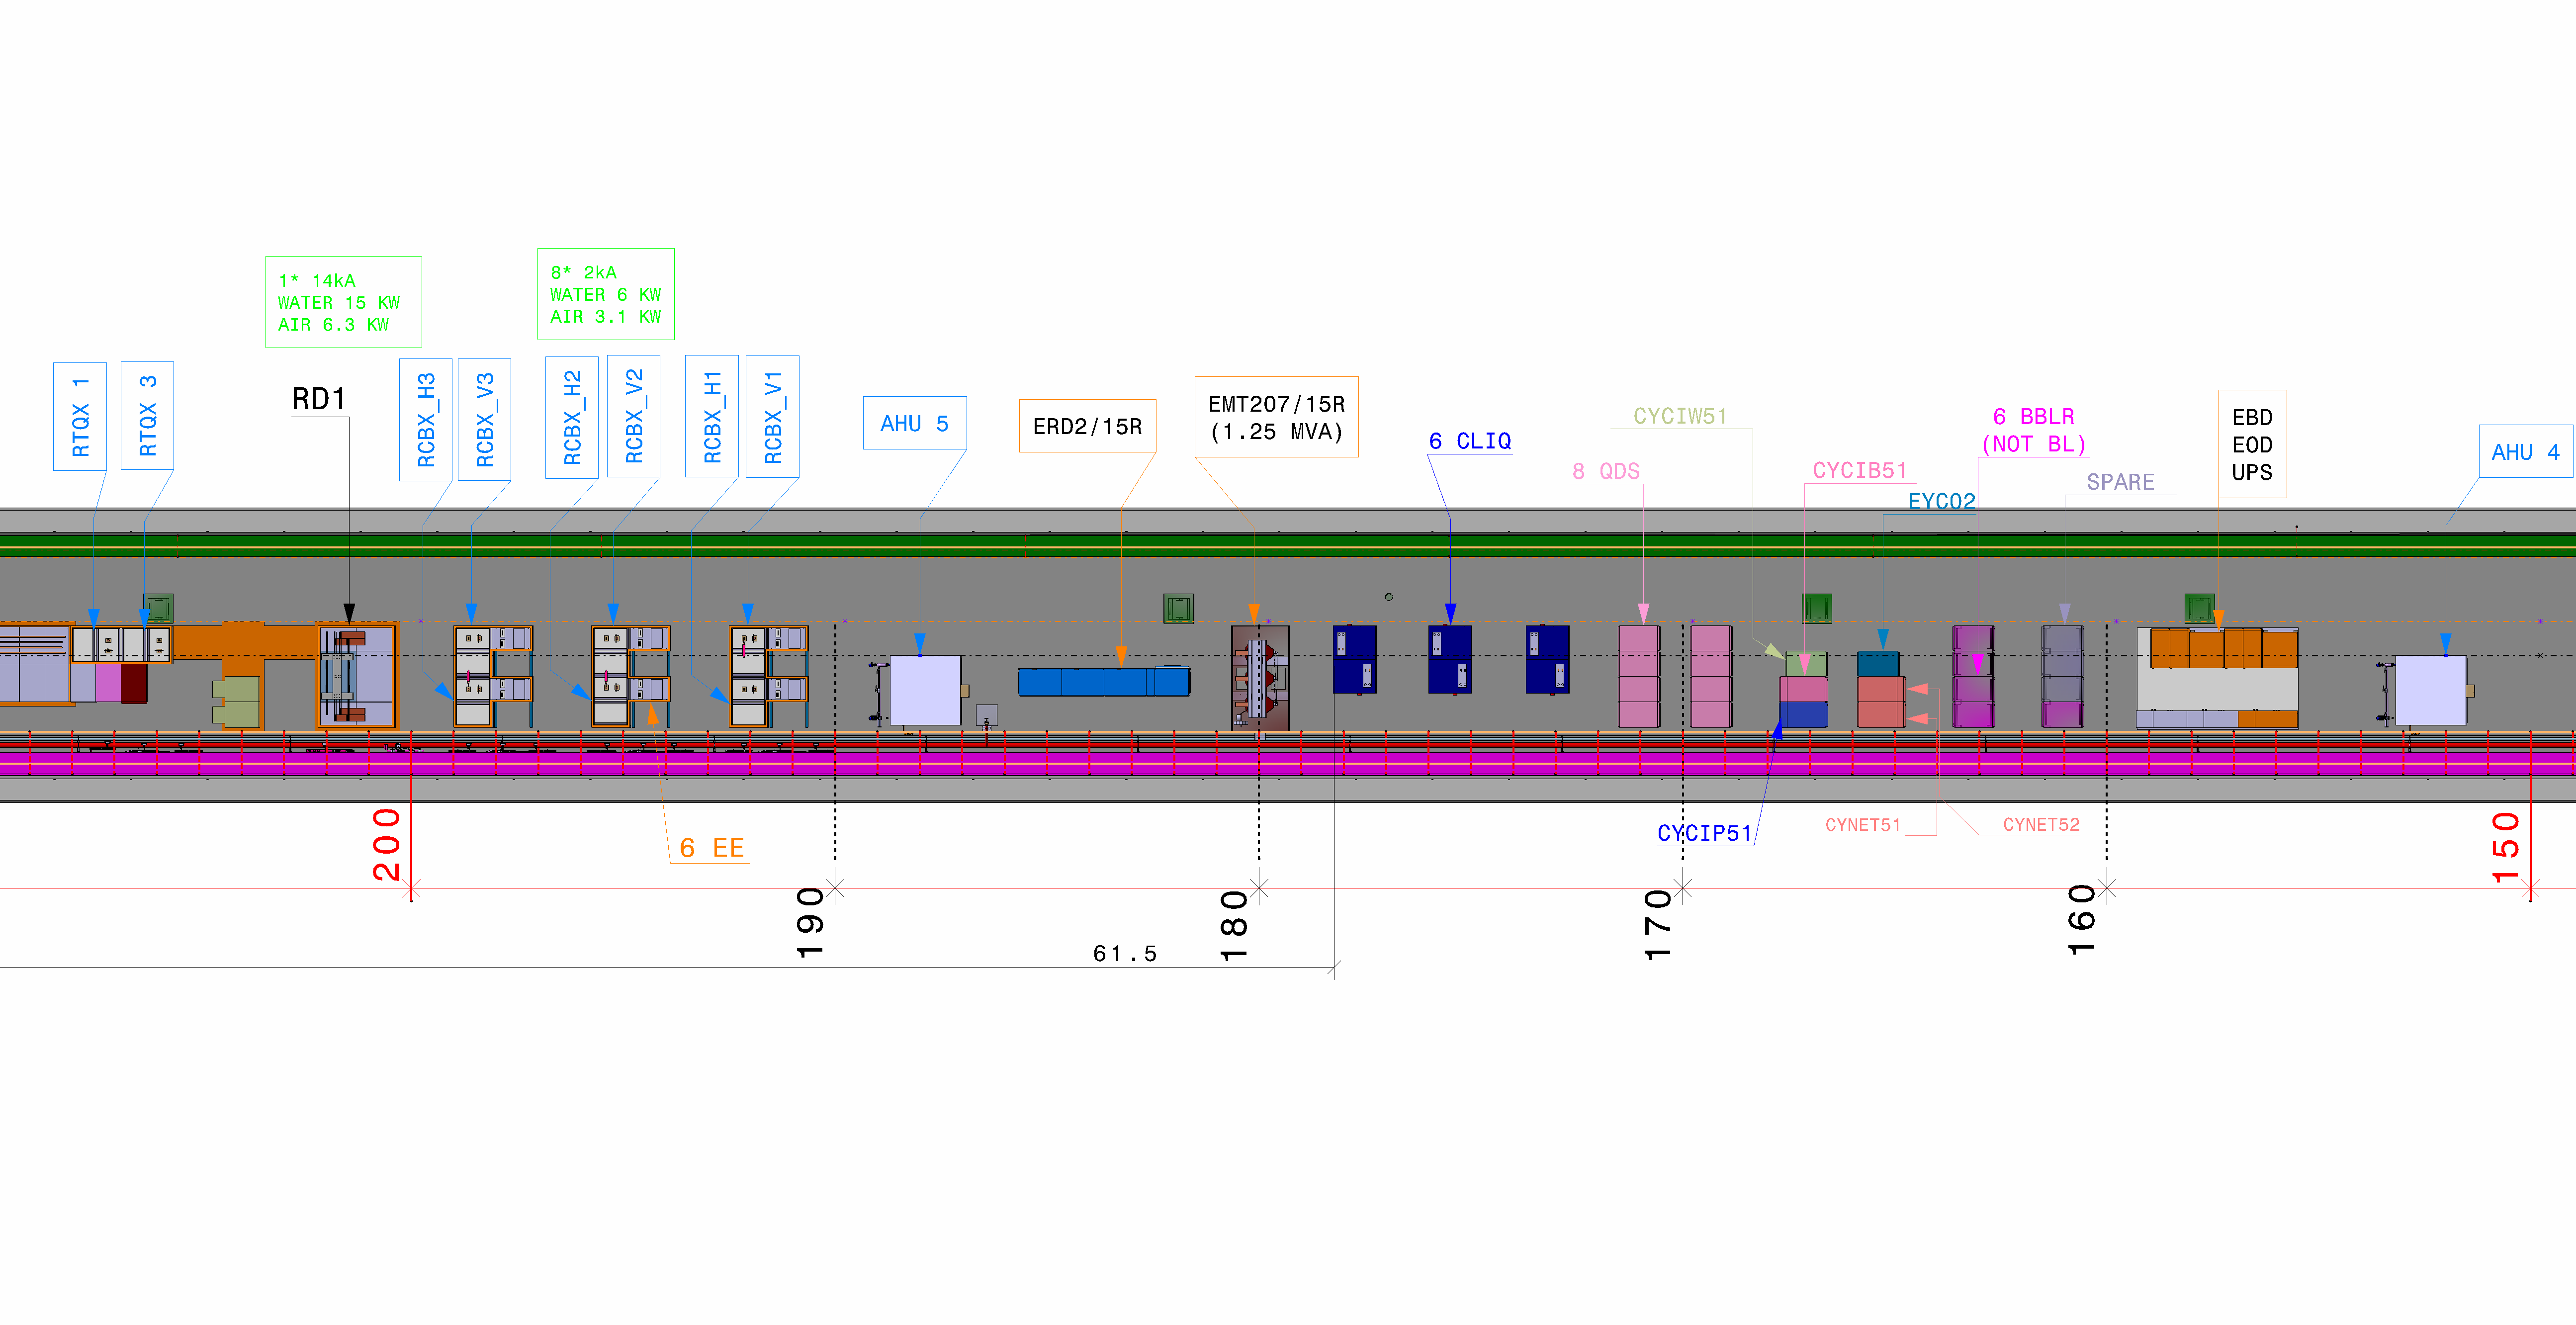 1* 14kA
WATER 15 KW
AIR 6.3 KW
8* 2kA
WATER 6 KW
AIR 3.1 KW
RTQX 1
RTQX 3
RD1
RCBX_H3
RCBX_V3
RCBX_H2
RCBX_V2
RCBX_H1
RCBX_V1
AHU 5
ERD2/15R
EMT207/15R
(1.25 MVA)
6 CLIQ
8 QDS
CYCIW51
CYCIB51
EYC02
6 BBLR
(NOT BL)
SPARE
EBD
EOD
UPS
AHU 4
6 EE
CYCIP51
CYNET51
CYNET52
200
190
180
170
160
150
61.5